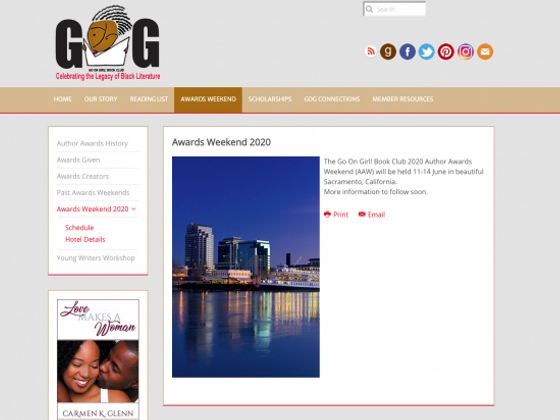 Search...
GOG
GO ON GIRL BOOK CLUB
Celebrating the Legacy of Black Literature
HOME OUR STORY READING LIST AWARDS WEEKEND SCHOLARSHIPS GOG CONNECTIONS MEMBER RESOURCES
Author Awards History
Awards Given
Awards Creators
Past Awards Weekends
Awards Weekend 2020
Schedule
Hotel Details
Young Writers Workshop
Love
MAKES A
Woman
CARMEN K. GLENN
Awards Weekend 2020
The Go On Girl! Book Club 2020 Author Awards
Weekend (AAW) will be held 11-14 June in beautiful
Sacramento, California.
More information to follow soon.
Print Email